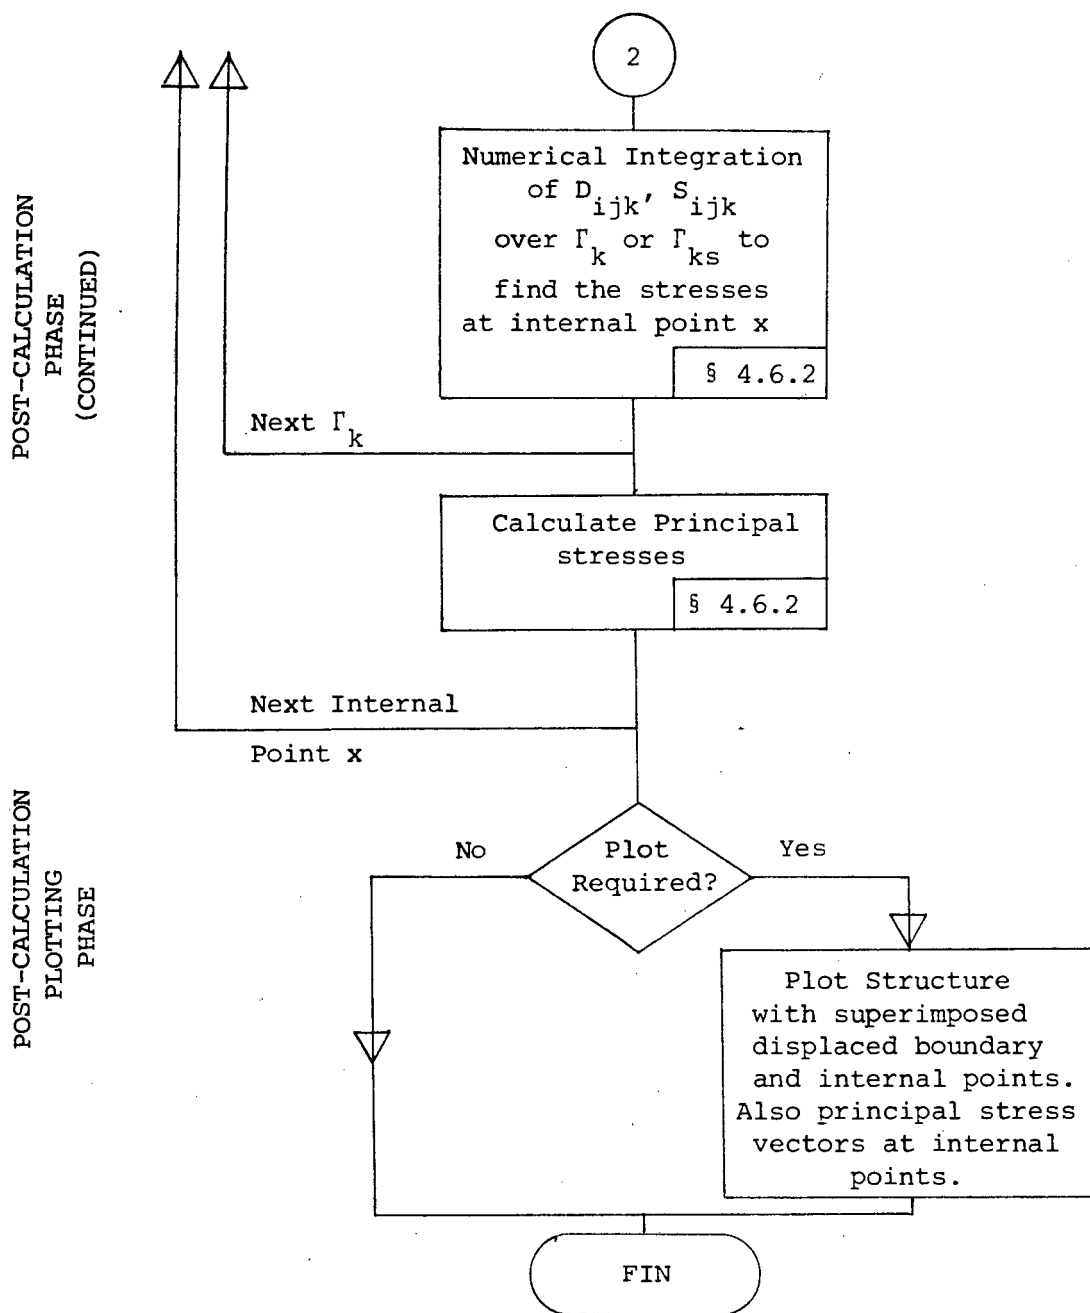 2
Numerical Integration
of D_ijk, S_ijk
over Γ_k or Γ_ks to
find the stresses
at internal point x
§ 4.6.2
POST-CALCULATION
PHASE
(CONTINUED)
Next Γ_k
Calculate Principal
stresses
§ 4.6.2
Next Internal
Point x
POST-CALCULATION
PLOTTING
PHASE
No
Plot
Required?
Yes
Plot Structure
with superimposed
displaced boundary
and internal points.
Also principal stress
vectors at internal
points.
FIN